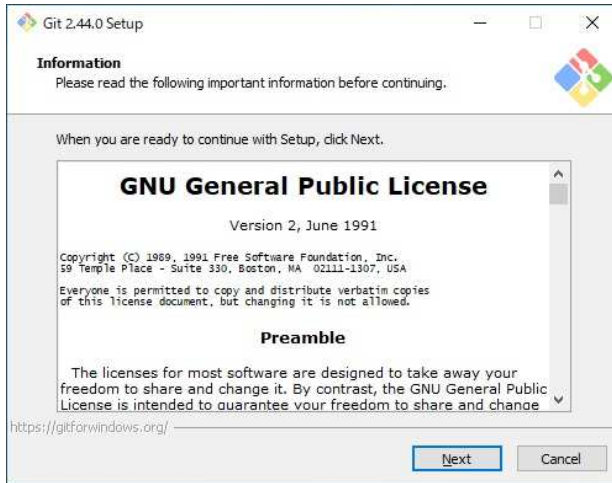 Git 2.44.0 Setup
Information
Please read the following important information before continuing.
When you are ready to continue with Setup, click Next.
GNU General Public License
Version 2, June 1991
Copyright (C) 1989, 1991 Free Software Foundation, Inc.
59 Temple Place - Suite 330, Boston, MA 02111-1307, USA
Everyone is permitted to copy and distribute verbatim copies
of this license document, but changing it is not allowed.
Preamble
The licenses for most software are designed to take away your
freedom to share and change it. By contrast, the GNU General Public
License is intended to guarantee your freedom to share and change
https://gitforwindows.org/
Next
Cancel